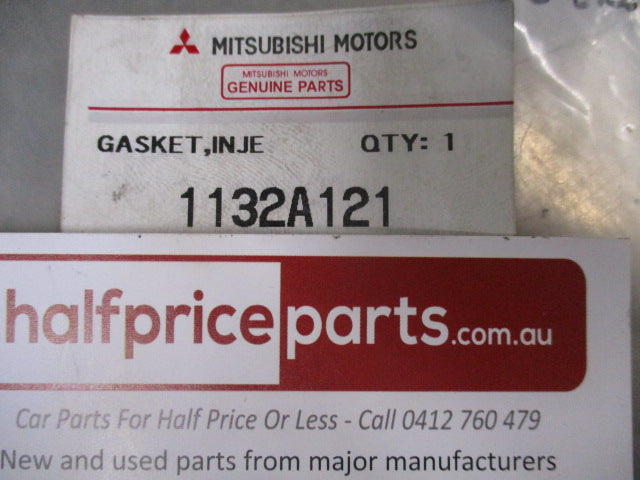 MITSUBISHI MOTORS
MITSUBISHI MOTORS
GENUINE PARTS
GASKET,INJE QTY: 1
1132A121
halfpriceparts.com.au
Car Parts For Half Price Or Less - Call 0412 760 479
New and used parts from major manufacturers